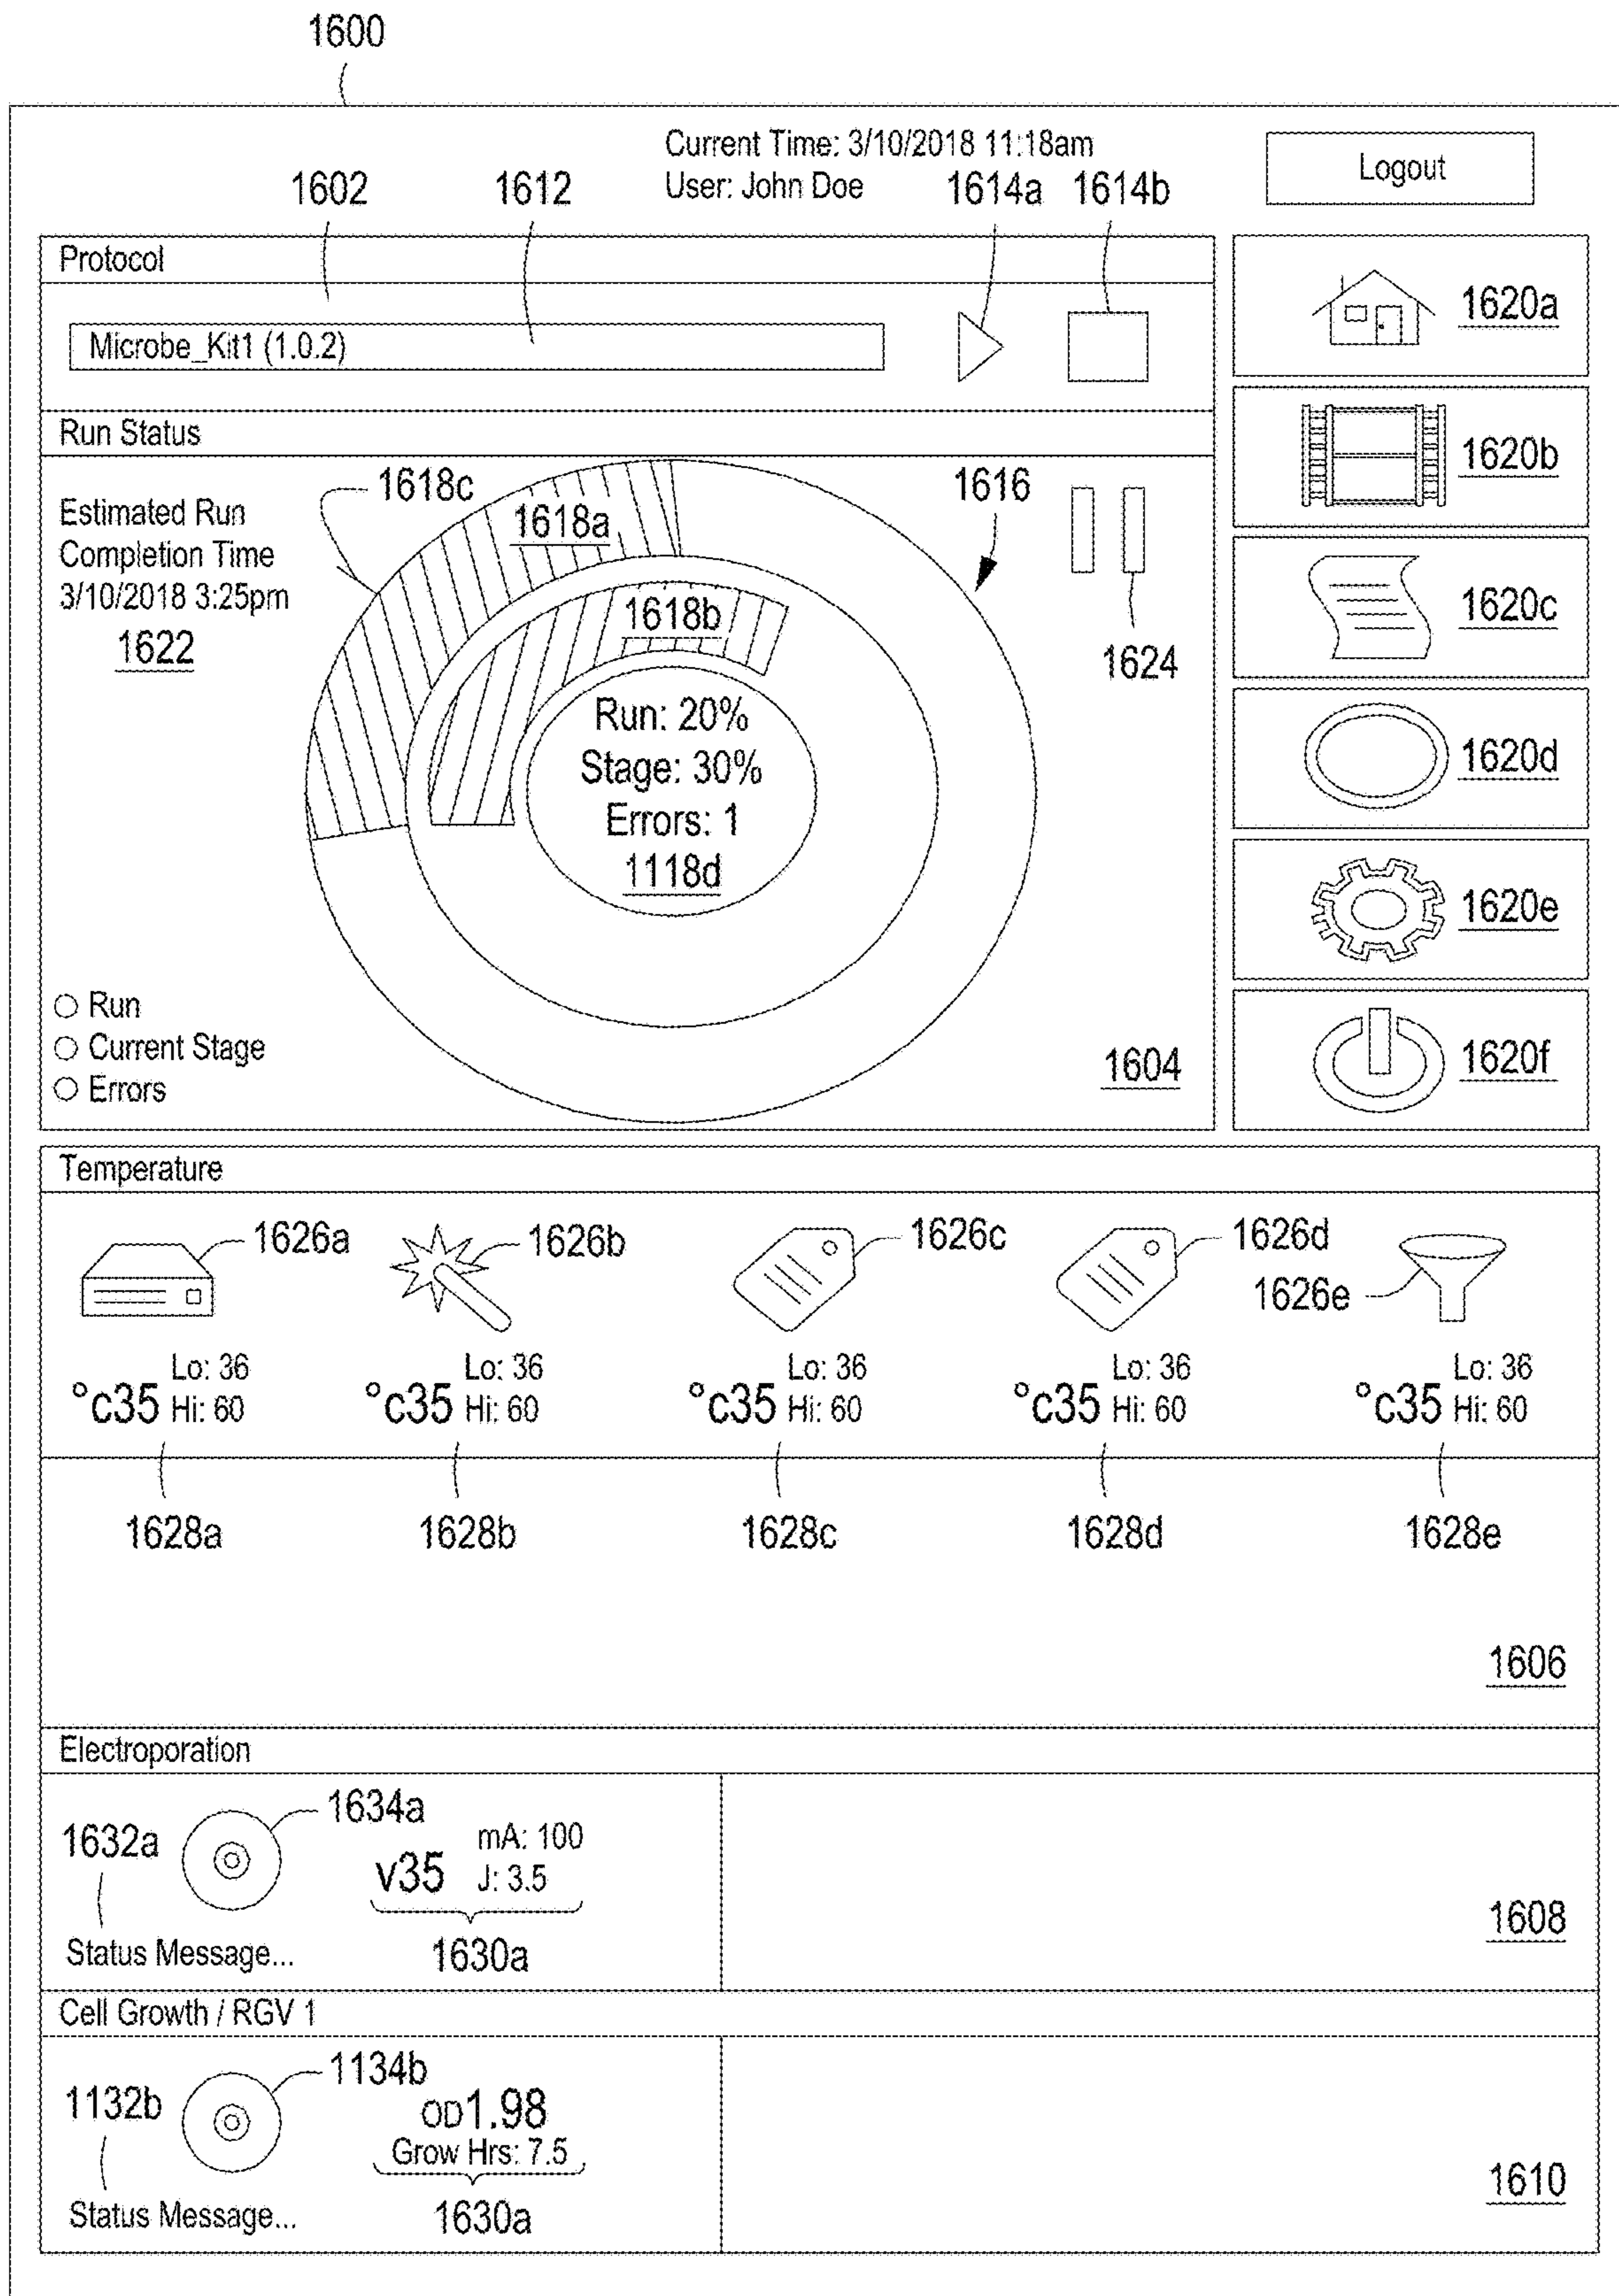 1600
Current Time: 3/10/2018 11:18am
User: John Doe
Logout
1602
1612
1614a
1614b
Protocol
Microbe_Kit1 (1.0.2)
Run Status
Estimated Run
Completion Time
3/10/2018 3:25pm
1622
1618c
1618a
1618b
1616
1624
Run: 20%
Stage: 30%
Errors: 1
1118d
Run
Current Stage
Errors
1604
1620a
1620b
1620c
1620d
1620e
1620f
Temperature
1626a
1626b
1626c
1626d
1626e
°c35 Lo: 36 Hi: 60
°c35 Lo: 36 Hi: 60
°c35 Lo: 36 Hi: 60
°c35 Lo: 36 Hi: 60
°c35 Lo: 36 Hi: 60
1628a
1628b
1628c
1628d
1628e
1606
Electroporation
1632a
1634a
v35
mA: 100
J: 3.5
1630a
Status Message...
1608
Cell Growth / RGV 1
1132b
1134b
OD1.98
Grow Hrs: 7.5
1630a
Status Message...
1610